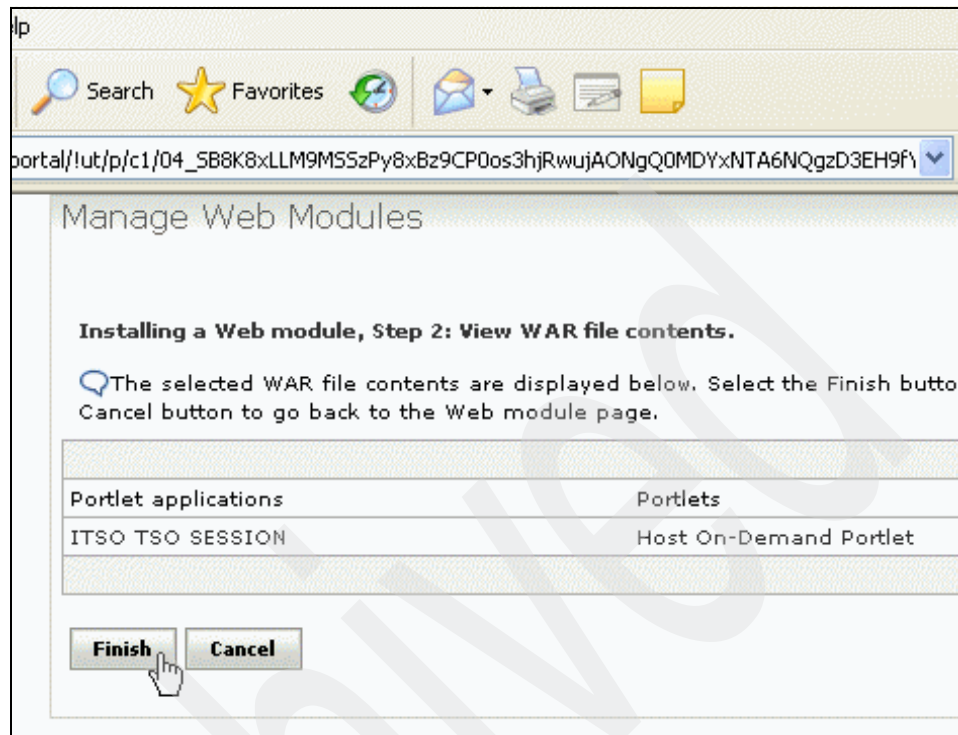 lp
Search Favorites
portal/!ut/p/c1/04_SB8K8xLLM9MSSzPy8xBz9CP0os3hjRwujAONgQ0MDYxNTA6NQgzD3EH9f\
Manage Web Modules
Installing a Web module, Step 2: View WAR file contents.
The selected WAR file contents are displayed below. Select the Finish butto
Cancel button to go back to the Web module page.
Portlet applications Portlets
ITSO TSO SESSION Host On-Demand Portlet
Finish Cancel
hived